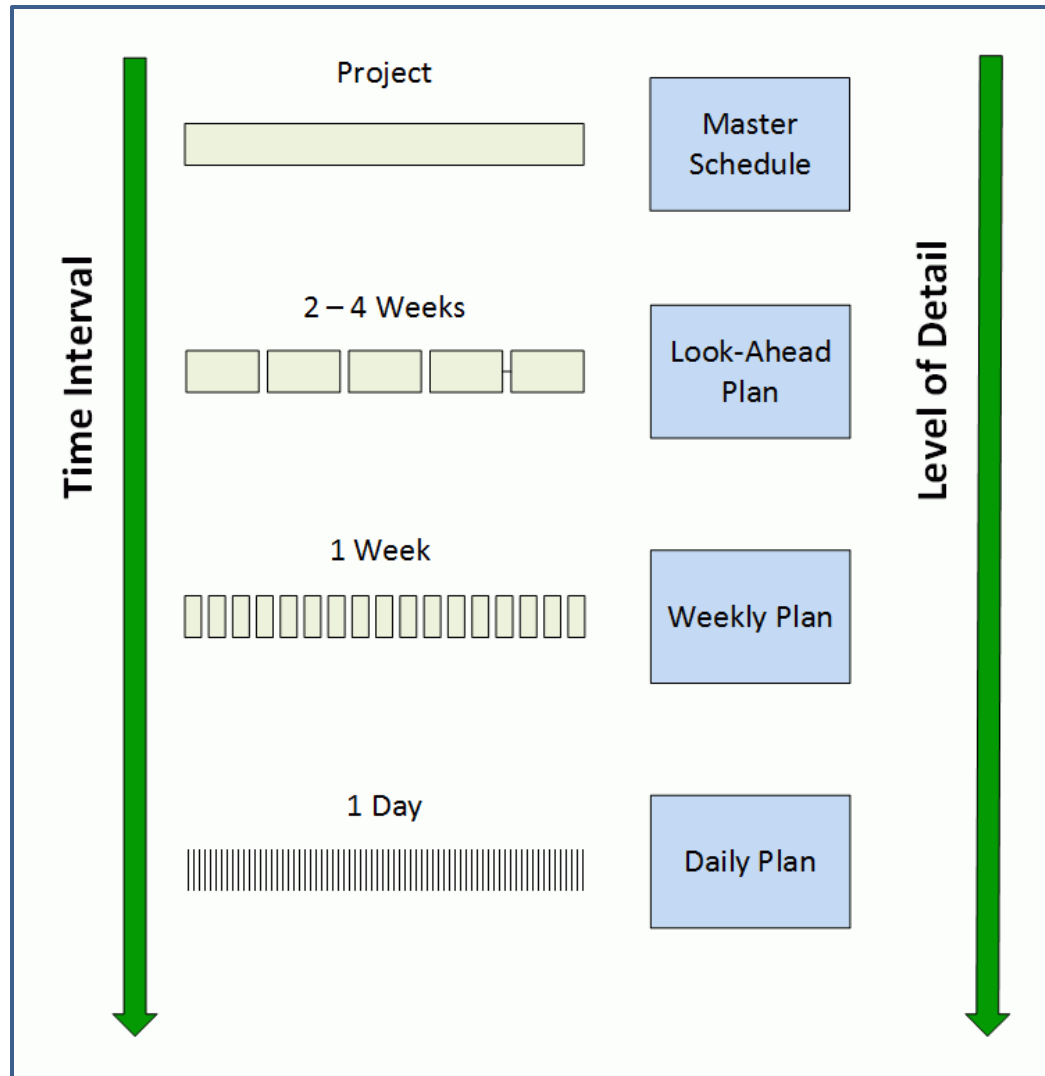 Project
Master
Schedule
Time Interval
Level of Detail
2 – 4 Weeks
Look-Ahead
Plan
1 Week
Weekly Plan
1 Day
Daily Plan